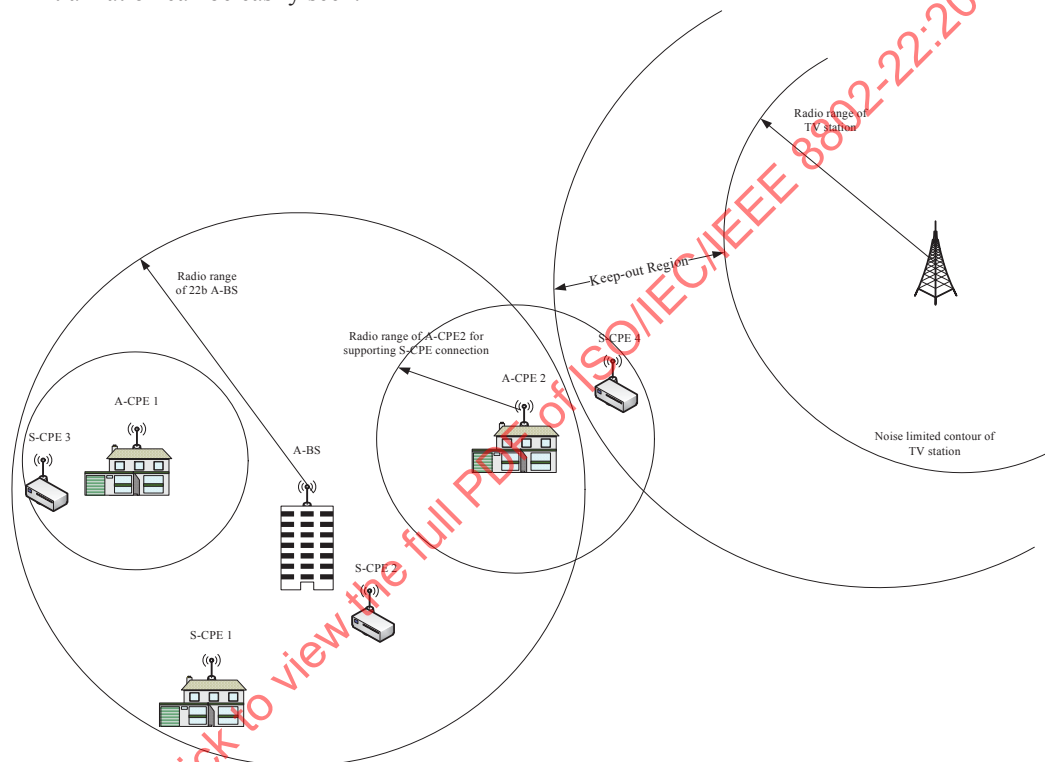 Radio range of
TV station
Keep-out Region
Radio range
of 22b A-BS
Radio range of A-CPE2 for
supporting S-CPE connection
S-CPE 4
A-CPE 2
A-CPE 1
S-CPE 3
A-BS
Noise limited contour of
TV station
S-CPE 2
S-CPE 1
to view the full PDF of ISO/IEC/IEEE 8802-22:20